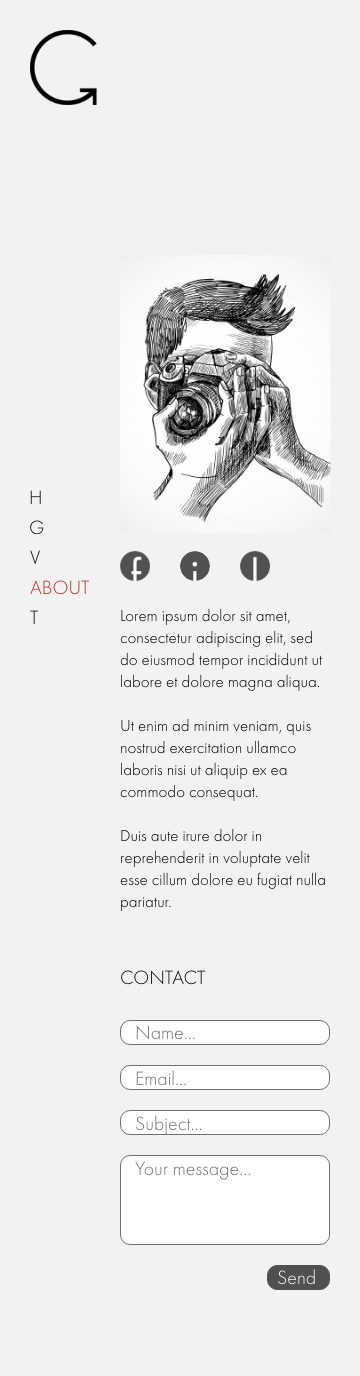 G
H
G
V
ABOUT
T
f i l
Lorem ipsum dolor sit amet,
consectetur adipiscing elit, sed
do eiusmod tempor incididunt ut
labore et dolore magna aliqua.
Ut enim ad minim veniam, quis
nostrud exercitation ullamco
laboris nisi ut aliquip ex ea
commodo consequat.
Duis aute irure dolor in
reprehenderit in voluptate velit
esse cillum dolore eu fugiat nulla
pariatur.
CONTACT
Name...
Email...
Subject...
Your message...
Send